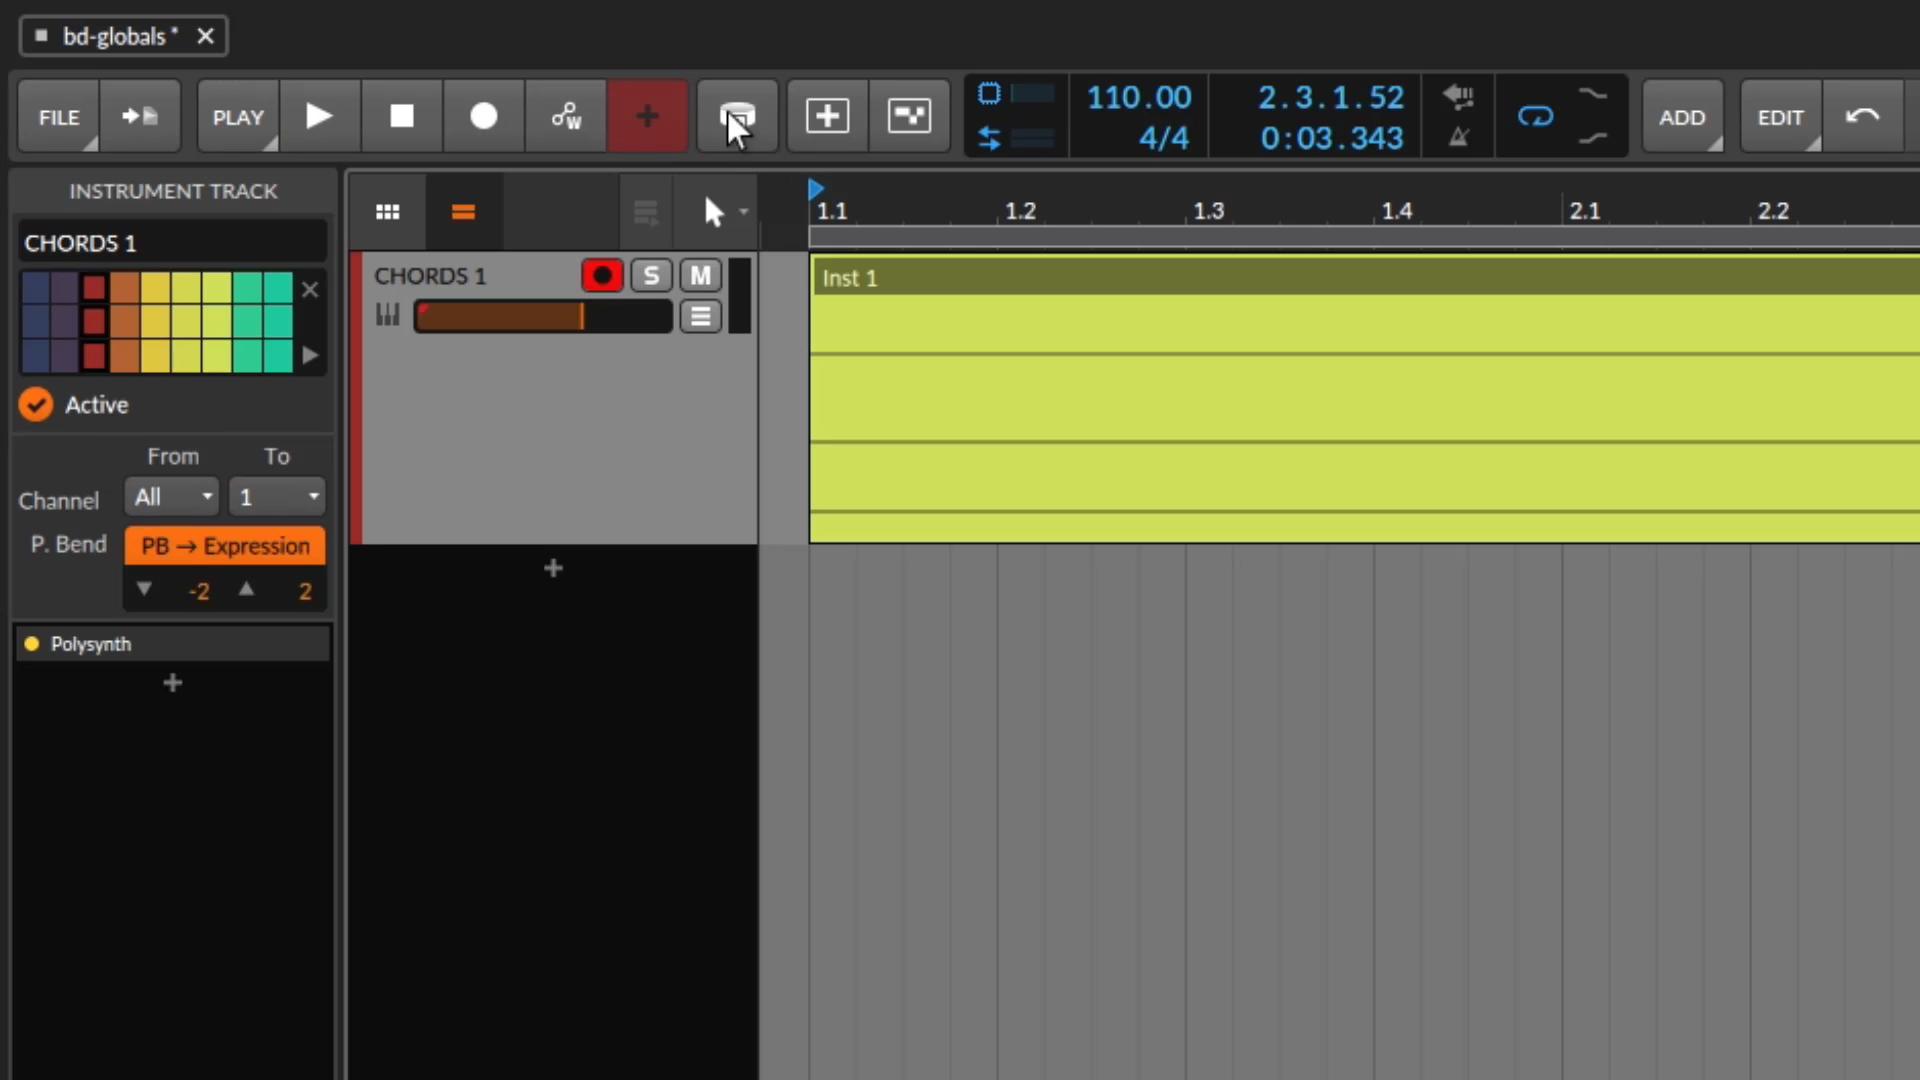 bd-globals *
FILE
PLAY
W
110.00
4/4
2.3.1.52
0:03.343
ADD
EDIT
INSTRUMENT TRACK
CHORDS 1
Active
From To
Channel All 1
P. Bend PB → Expression
-2 2
Polysynth
1.1 1.2 1.3 1.4 2.1 2.2
CHORDS 1 S M
Inst 1